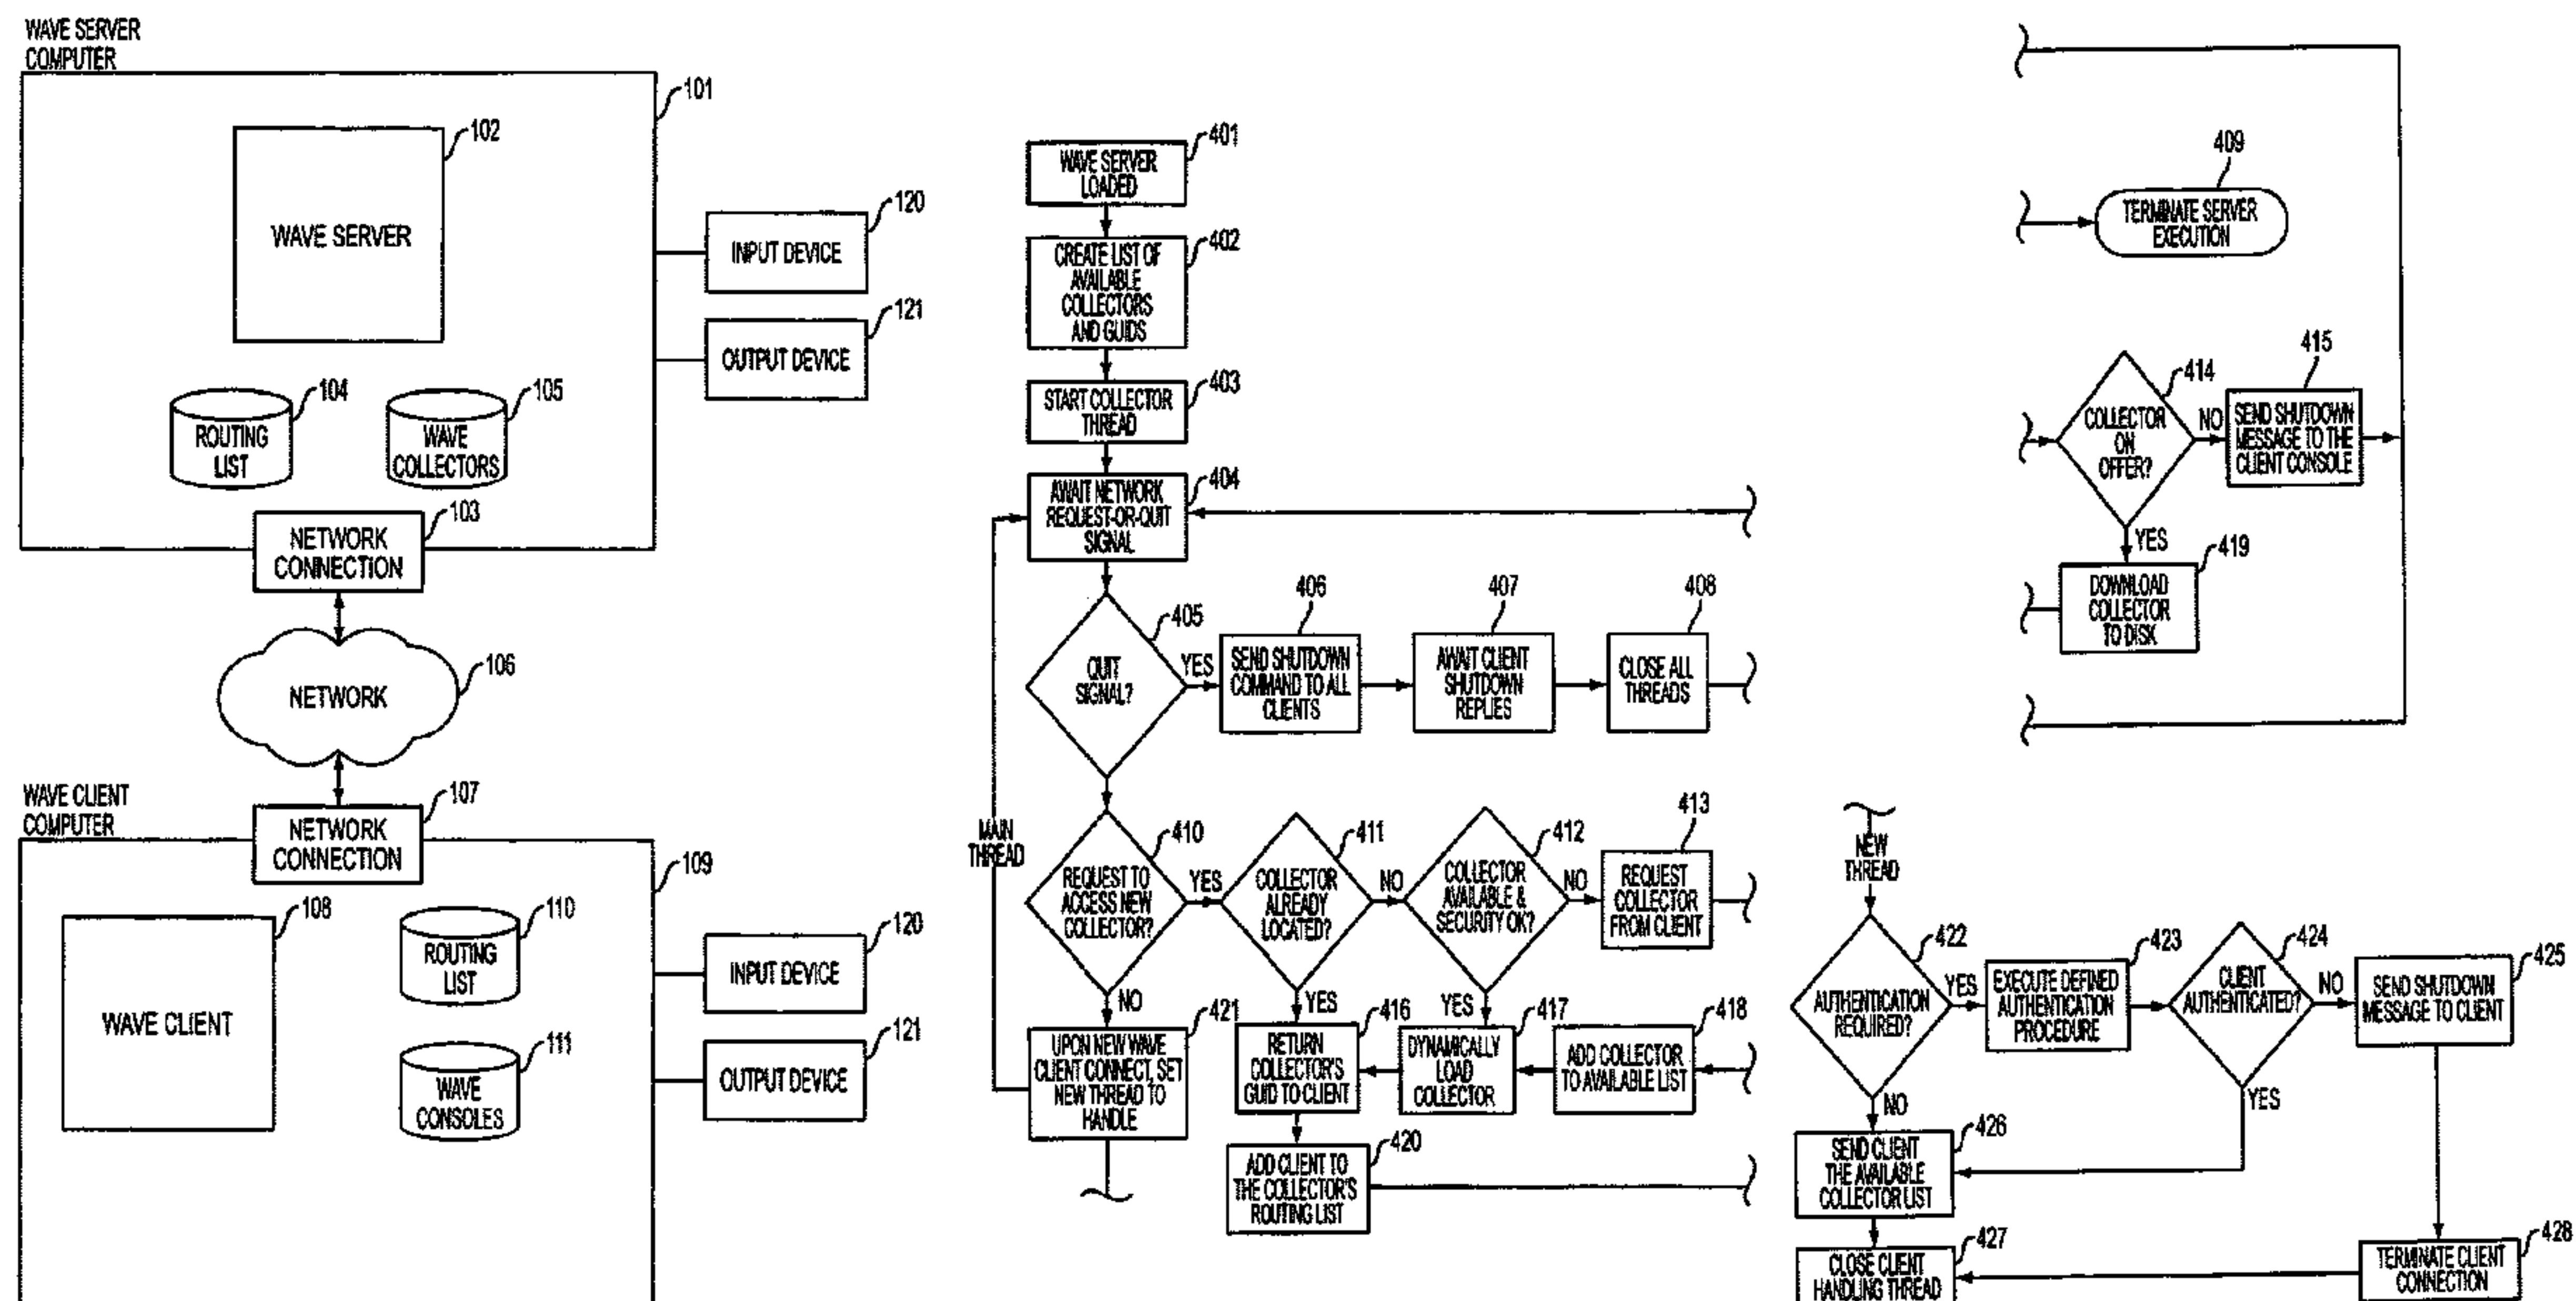 WAVE SERVER
COMPUTER
101
102
WAVE SERVER
120
INPUT DEVICE
121
OUTPUT DEVICE
104
ROUTING
LIST
105
WAVE
COLLECTORS
103
NETWORK
CONNECTION
106
NETWORK
WAVE CLIENT
COMPUTER
107
NETWORK
CONNECTION
109
108
WAVE CLIENT
110
ROUTING
LIST
111
WAVE
CONSOLES
120
INPUT DEVICE
121
OUTPUT DEVICE
401
WAVE SERVER
LOADED
402
CREATE LIST OF
AVAILABLE
COLLECTORS
AND GUIDS
403
START COLLECTOR
THREAD
404
AWAIT NETWORK
REQUEST-OR-QUIT
SIGNAL
405
QUIT
SIGNAL?
YES
406
SEND SHUTDOWN
COMMAND TO ALL
CLIENTS
407
AWAIT CLIENT
SHUTDOWN
REPLIES
408
CLOSE ALL
THREADS
MAIN
THREAD
410
REQUEST TO
ACCESS NEW
COLLECTOR?
YES
NO
411
COLLECTOR
ALREADY
LOCATED?
NO
YES
412
COLLECTOR
AVAILABLE &
SECURITY OK?
NO
YES
413
REQUEST
COLLECTOR
FROM CLIENT
421
UPON NEW WAVE
CLIENT CONNECT, SET
NEW THREAD TO
HANDLE
416
RETURN
COLLECTOR'S
GUID TO CLIENT
417
DYNAMICALLY
LOAD
COLLECTOR
418
ADD COLLECTOR
TO AVAILABLE LIST
420
ADD CLIENT TO
THE COLLECTOR'S
ROUTING LIST
409
TERMINATE SERVER
EXECUTION
414
COLLECTOR
ON
OFFER?
NO
YES
415
SEND SHUTDOWN
MESSAGE TO THE
CLIENT CONSOLE
419
DOWNLOAD
COLLECTOR
TO DISK
NEW
THREAD
422
AUTHENTICATION
REQUIRED?
YES
NO
423
EXECUTE DEFINED
AUTHENTICATION
PROCEDURE
424
CLIENT
AUTHENTICATED?
NO
YES
425
SEND SHUTDOWN
MESSAGE TO CLIENT
426
SEND CLIENT
THE AVAILABLE
COLLECTOR LIST
427
CLOSE CLIENT
HANDLING THREAD
428
TERMINATE CLIENT
CONNECTION